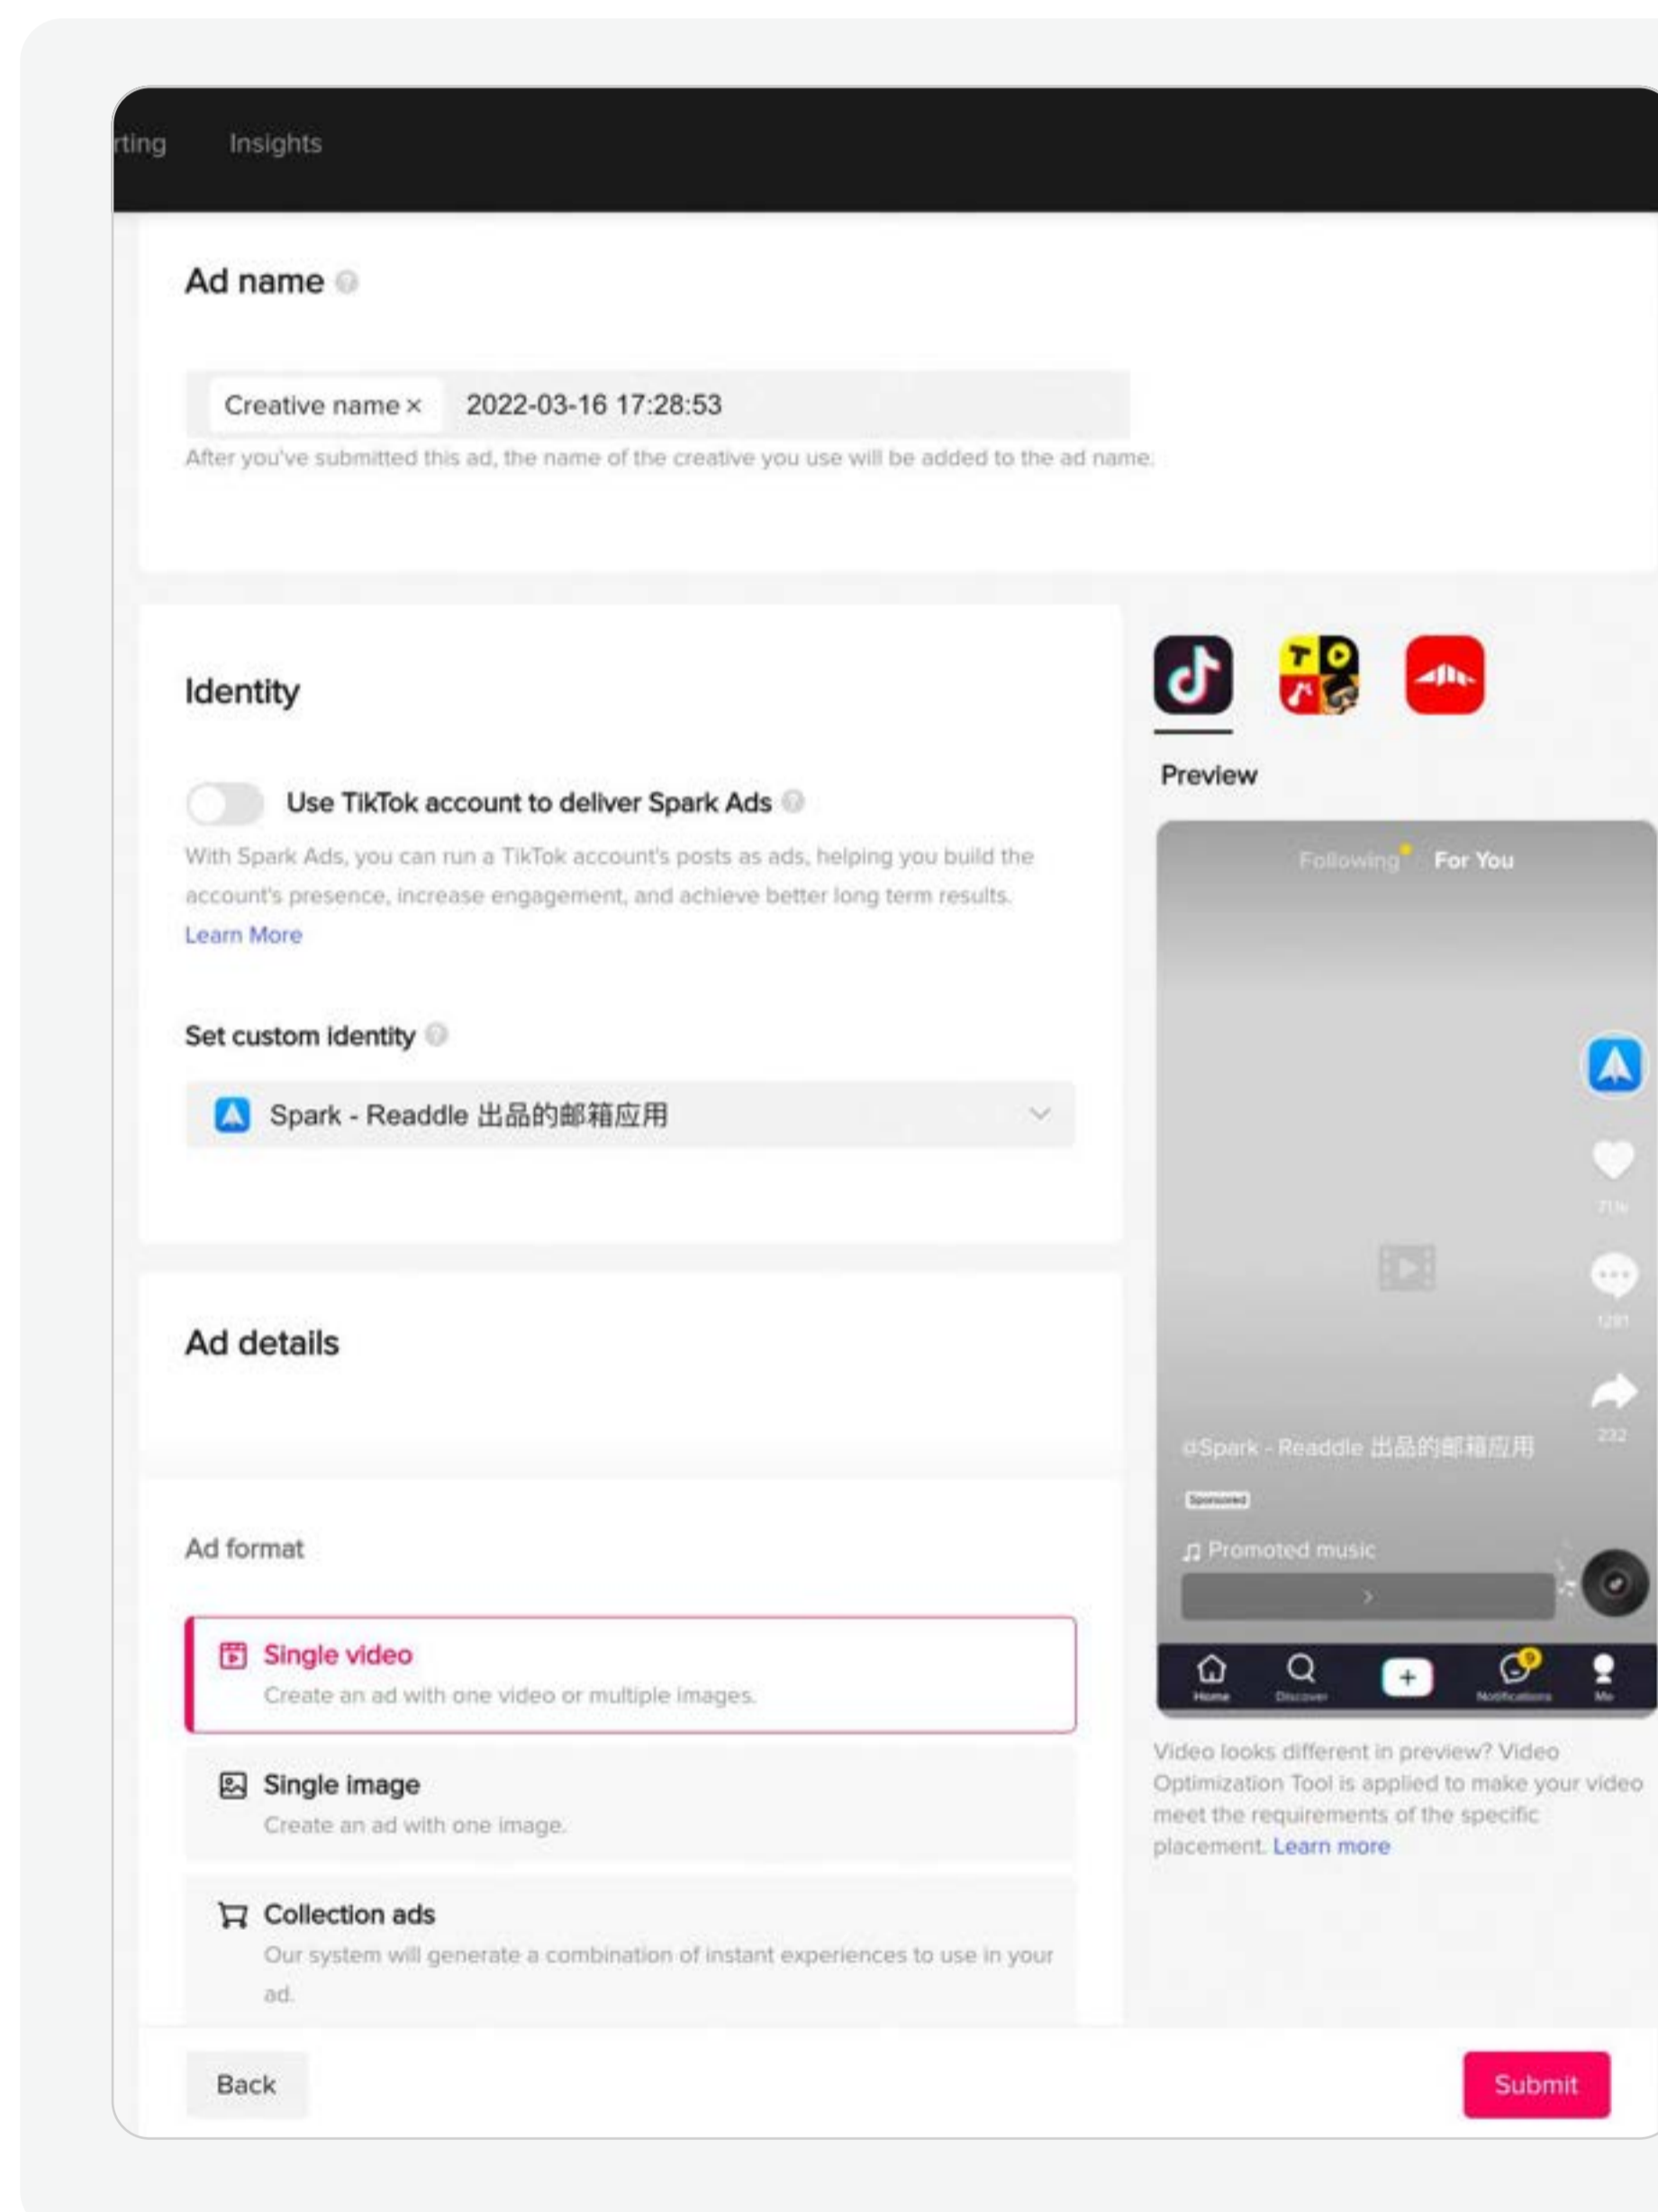 rting Insights
Ad name
Creative name × 2022-03-16 17:28:53
After you've submitted this ad, the name of the creative you use will be added to the ad name.
Identity
Use TikTok account to deliver Spark Ads
With Spark Ads, you can run a TikTok account's posts as ads, helping you build the
account's presence, increase engagement, and achieve better long term results.
Learn More
Set custom identity
Spark - Readdle 出品的邮箱应用
Ad details
Ad format
Single video
Create an ad with one video or multiple images.
Single image
Create an ad with one image.
Collection ads
Our system will generate a combination of instant experiences to use in your
ad.
Preview
Following For You
1281
232
@Spark - Readdle 出品的邮箱应用
Sponsored
Promoted music
Home Discover Notifications 9 Me
Video looks different in preview? Video
Optimization Tool is applied to make your video
meet the requirements of the specific
placement. Learn more
Back Submit